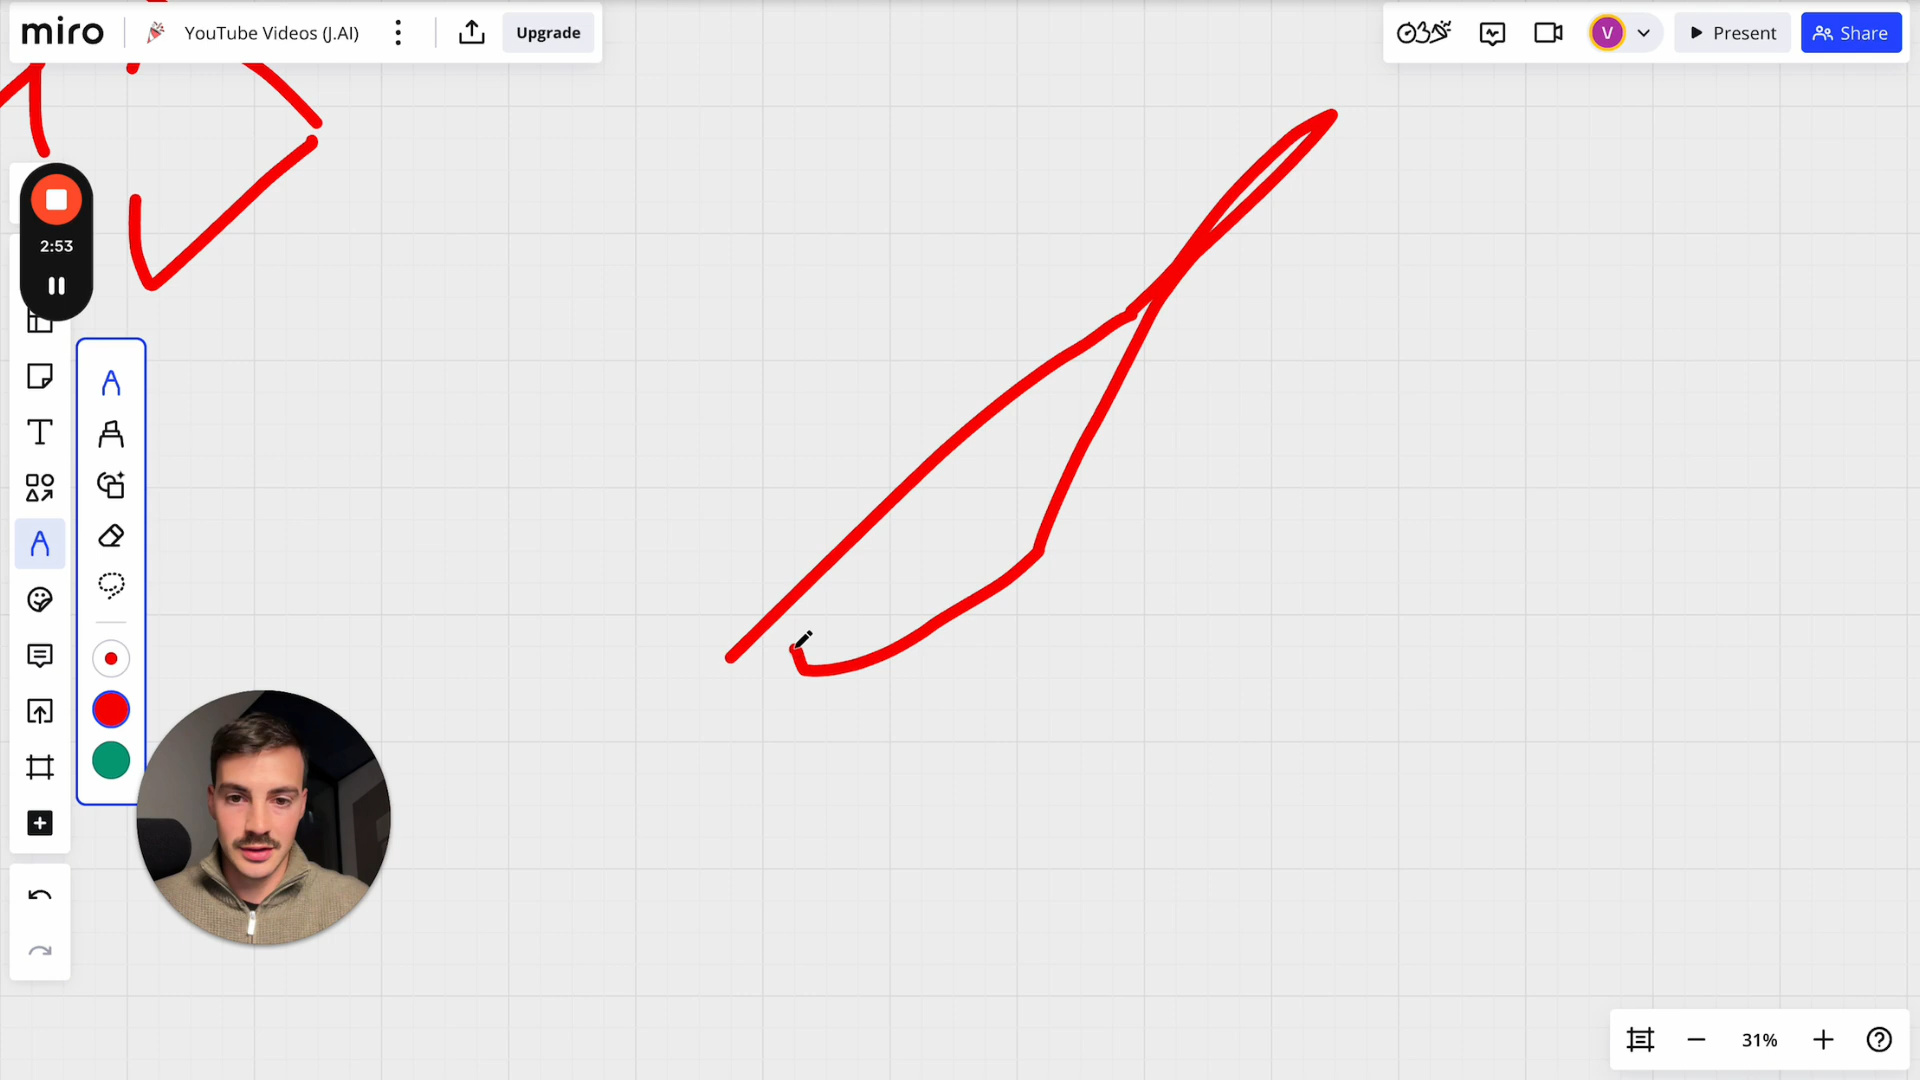 miro
YouTube Videos (J.AI)
Upgrade
V
Present
Share
2:53
31%